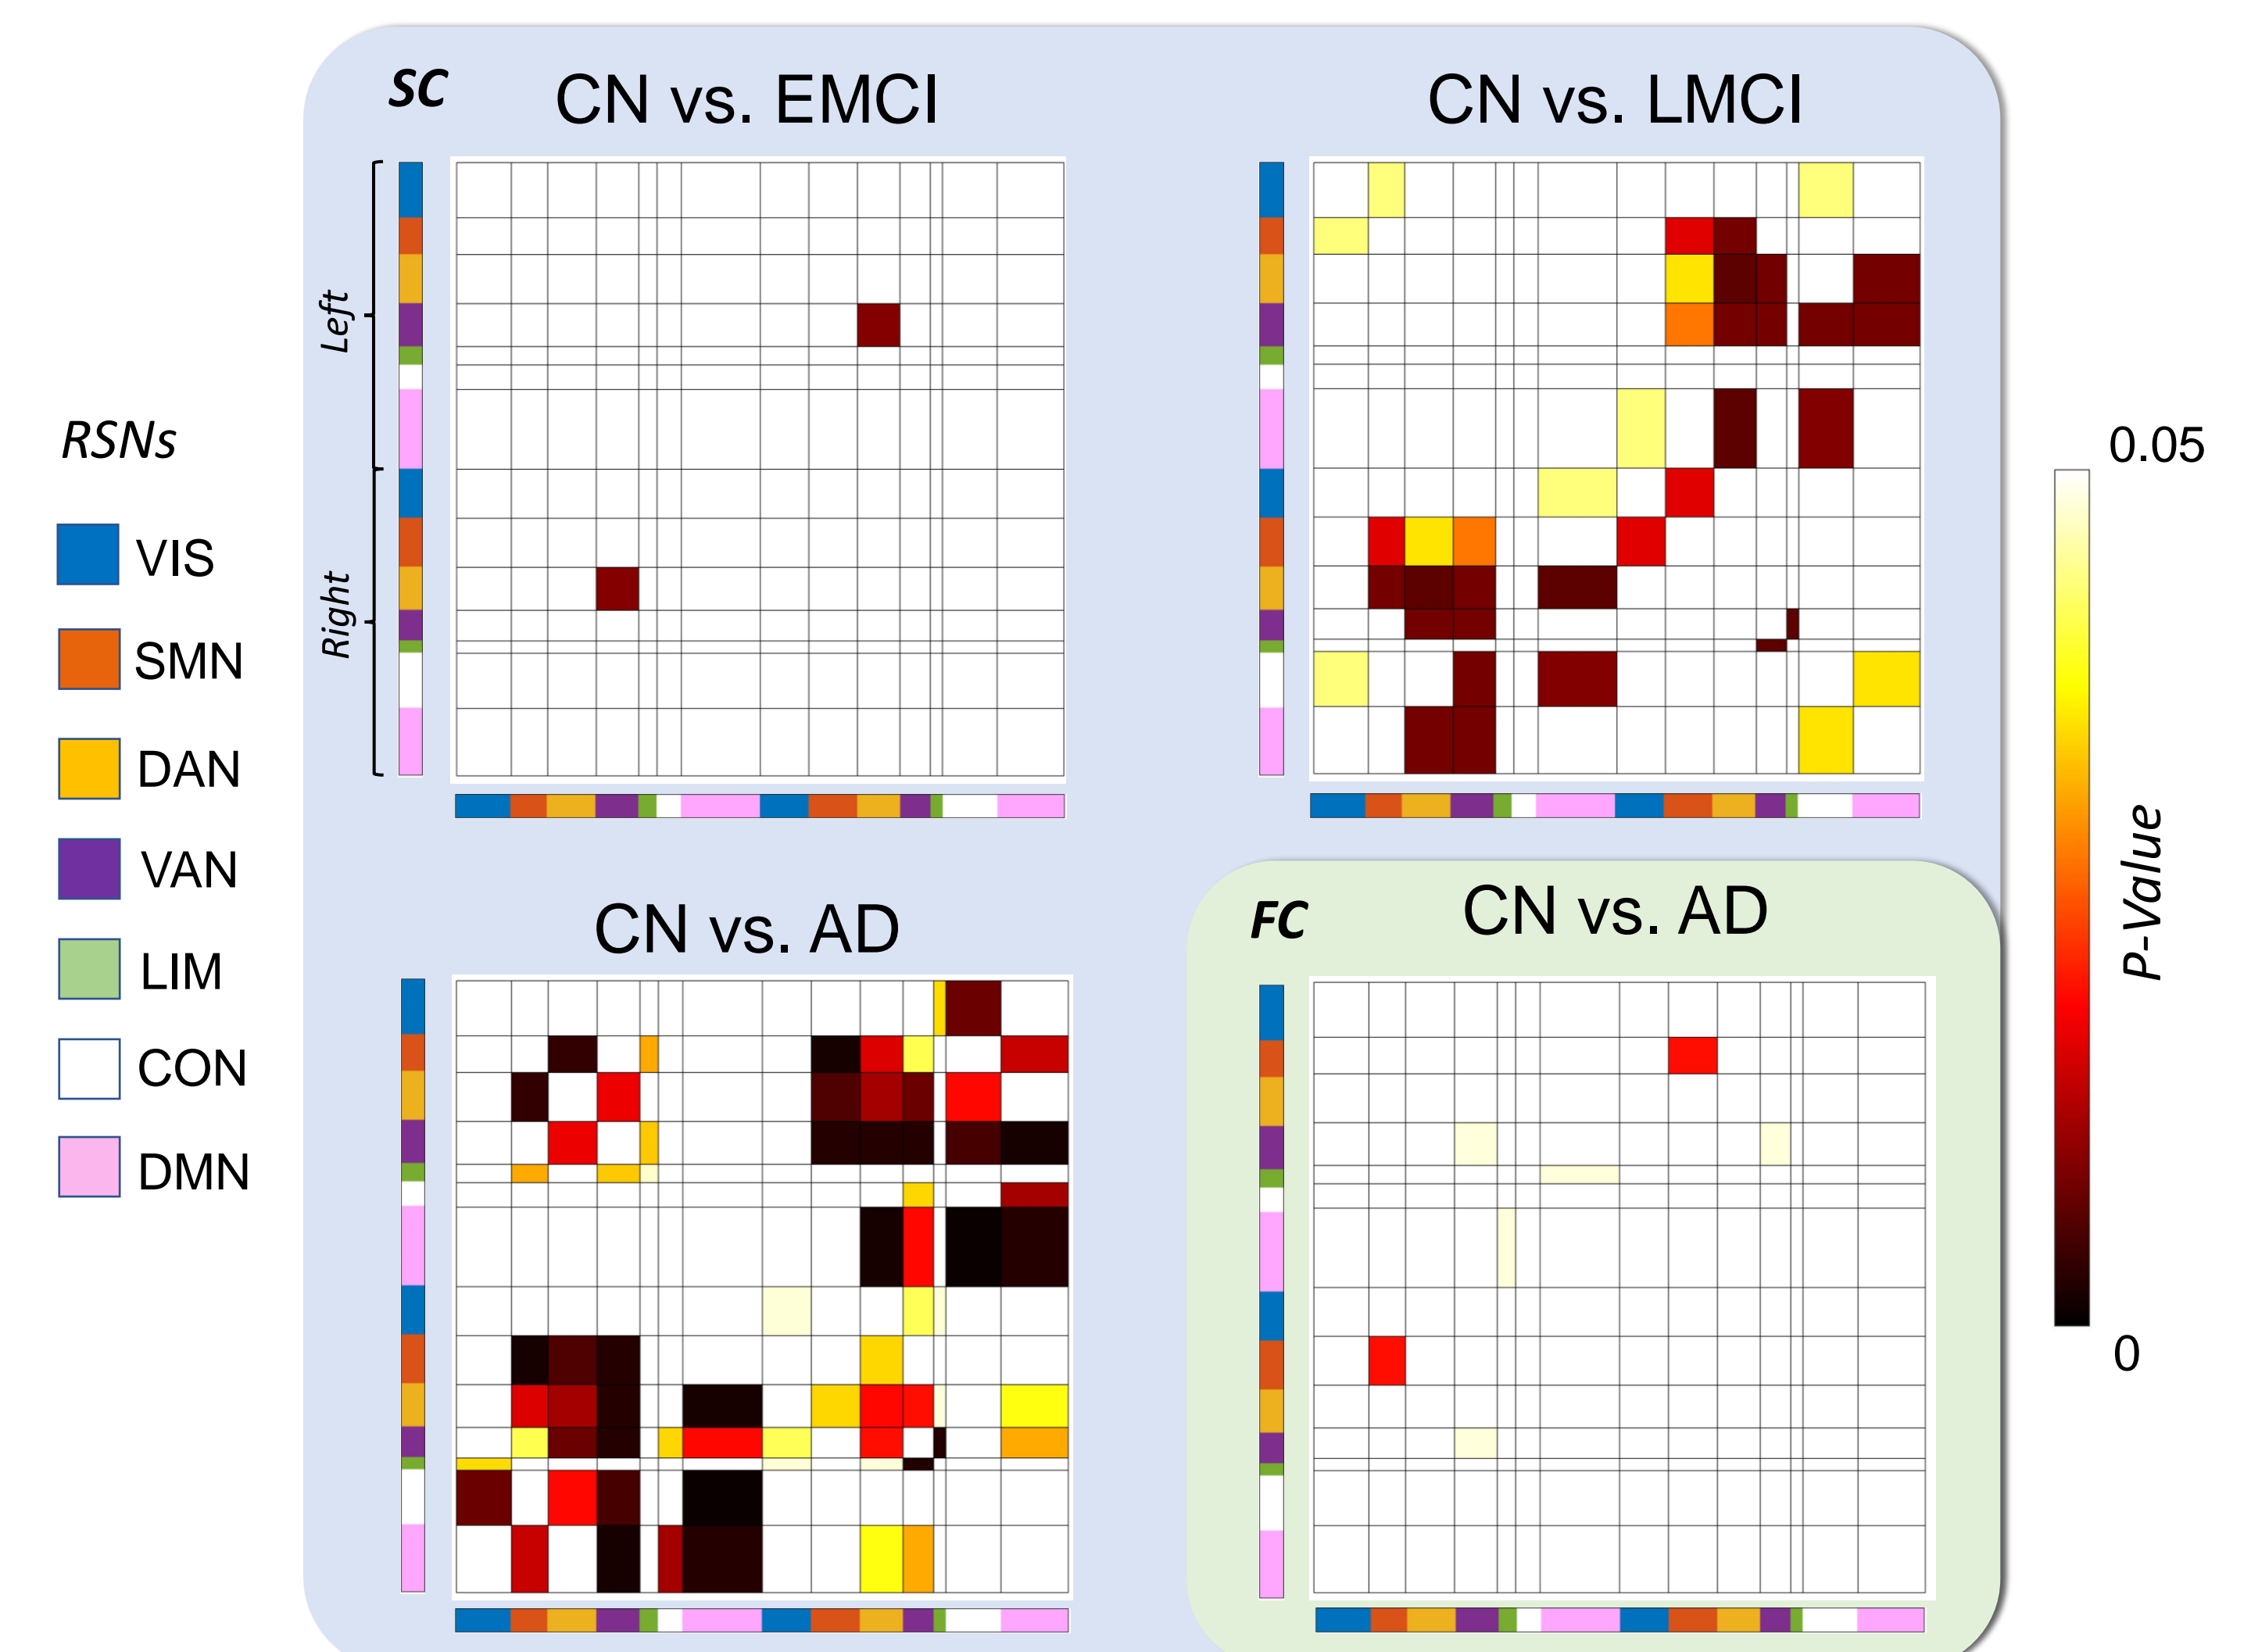 SC
CN vs. EMCI
CN vs. LMCI
Left
Right
RSNs
VIS
SMN
DAN
VAN
LIM
CON
DMN
CN vs. AD
FC
CN vs. AD
0.05
P-Value
0